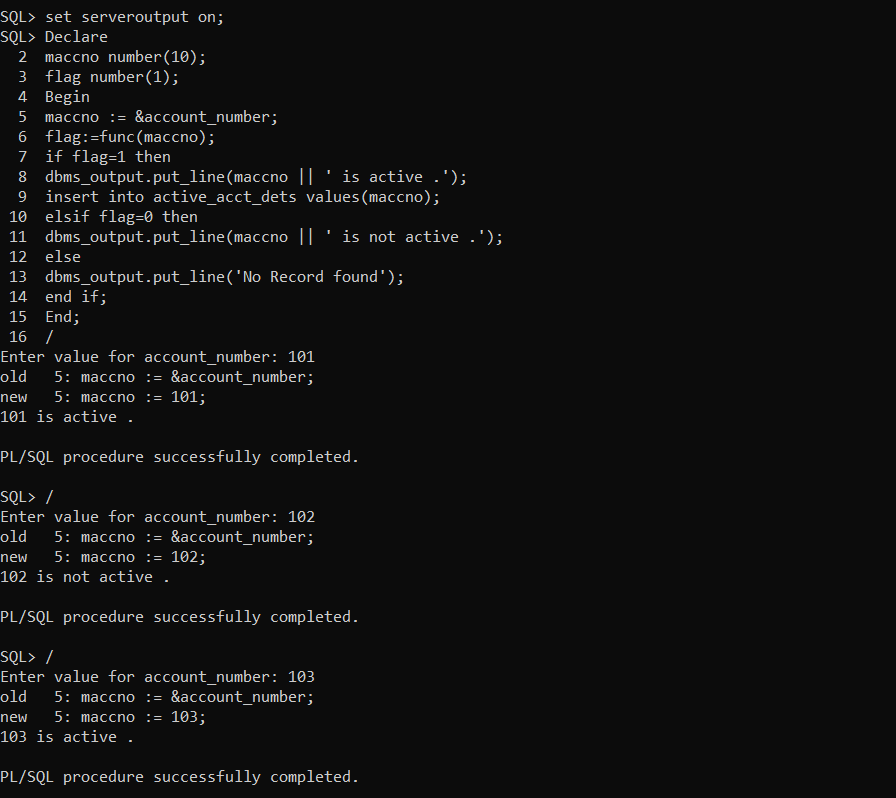 SQL> set serveroutput on;
SQL> Declare
  2  maccno number(10);
  3  flag number(1);
  4  Begin
  5  maccno := &account_number;
  6  flag:=func(maccno);
  7  if flag=1 then
  8  dbms_output.put_line(maccno || ' is active .');
  9  insert into active_acct_dets values(maccno);
 10  elsif flag=0 then
 11  dbms_output.put_line(maccno || ' is not active .');
 12  else
 13  dbms_output.put_line('No Record found');
 14  end if;
 15  End;
 16  /
Enter value for account_number: 101
old   5: maccno := &account_number;
new   5: maccno := 101;
101 is active .

PL/SQL procedure successfully completed.

SQL> /
Enter value for account_number: 102
old   5: maccno := &account_number;
new   5: maccno := 102;
102 is not active .

PL/SQL procedure successfully completed.

SQL> /
Enter value for account_number: 103
old   5: maccno := &account_number;
new   5: maccno := 103;
103 is active .

PL/SQL procedure successfully completed.